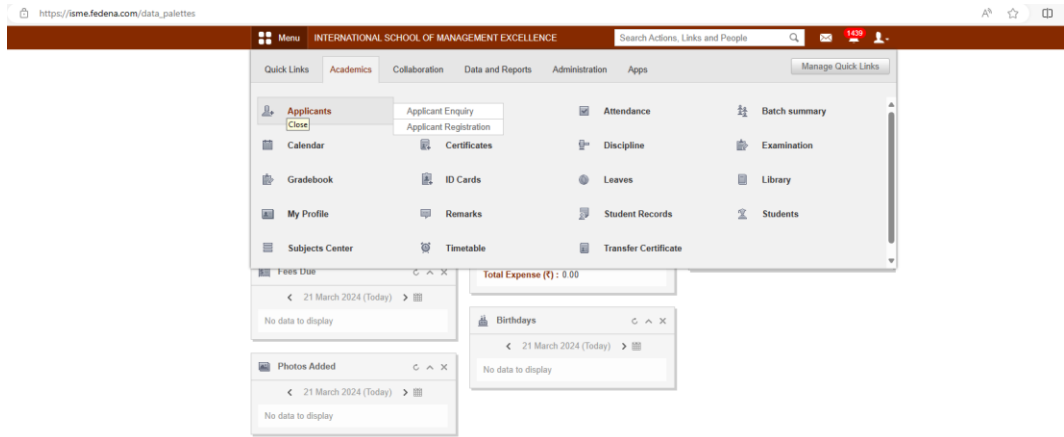 https://isme.fedena.com/data_palettes
Menu INTERNATIONAL SCHOOL OF MANAGEMENT EXCELLENCE Search Actions, Links and People 1439
Quick Links Academics Collaboration Data and Reports Administration Apps Manage Quick Links
Applicants Applicant Enquiry Attendance Batch summary
Close Applicant Registration
Calendar Certificates Discipline Examination
Gradebook ID Cards Leaves Library
My Profile Remarks Student Records Students
Subjects Center Timetable Transfer Certificate
Fees Due Total Expense (₹) : 0.00
21 March 2024 (Today)
No data to display Birthdays
21 March 2024 (Today)
Photos Added No data to display
21 March 2024 (Today)
No data to display